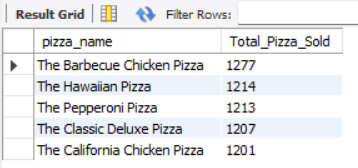 Result Grid Filter Rows:
pizza_name Total_Pizza_Sold
The Barbecue Chicken Pizza 1277
The Hawaiian Pizza 1214
The Pepperoni Pizza 1213
The Classic Deluxe Pizza 1207
The California Chicken Pizza 1201